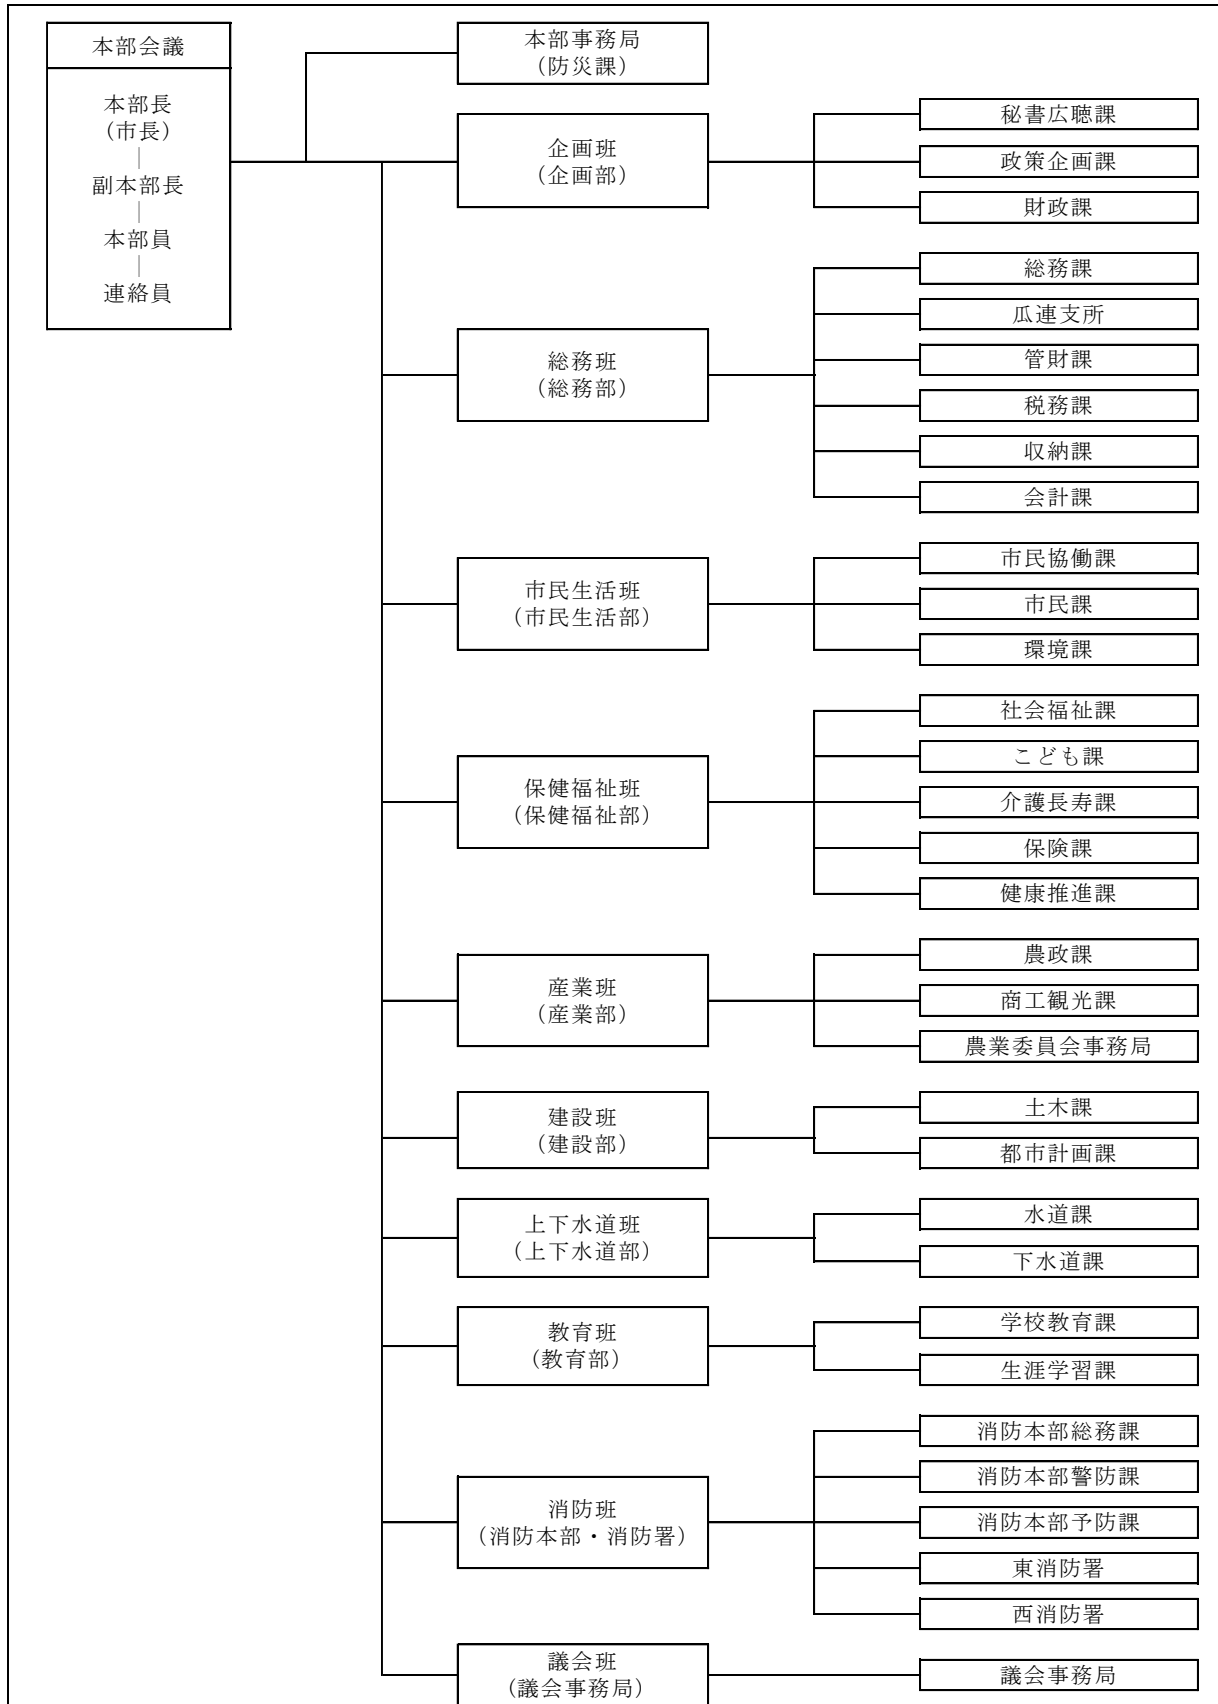 本部会議
本部長
(市長)
｜
副本部長
｜
本部員
｜
連絡員
本部事務局
(防災課)
企画班
(企画部)
秘書広聴課
政策企画課
財政課
総務班
(総務部)
総務課
瓜連支所
管財課
税務課
収納課
会計課
市民生活班
(市民生活部)
市民協働課
市民課
環境課
保健福祉班
(保健福祉部)
社会福祉課
こども課
介護長寿課
保険課
健康推進課
産業班
(産業部)
農政課
商工観光課
農業委員会事務局
建設班
(建設部)
土木課
都市計画課
上下水道班
(上下水道部)
水道課
下水道課
教育班
(教育部)
学校教育課
生涯学習課
消防班
(消防本部・消防署)
消防本部総務課
消防本部警防課
消防本部予防課
東消防署
西消防署
議会班
(議会事務局)
議会事務局